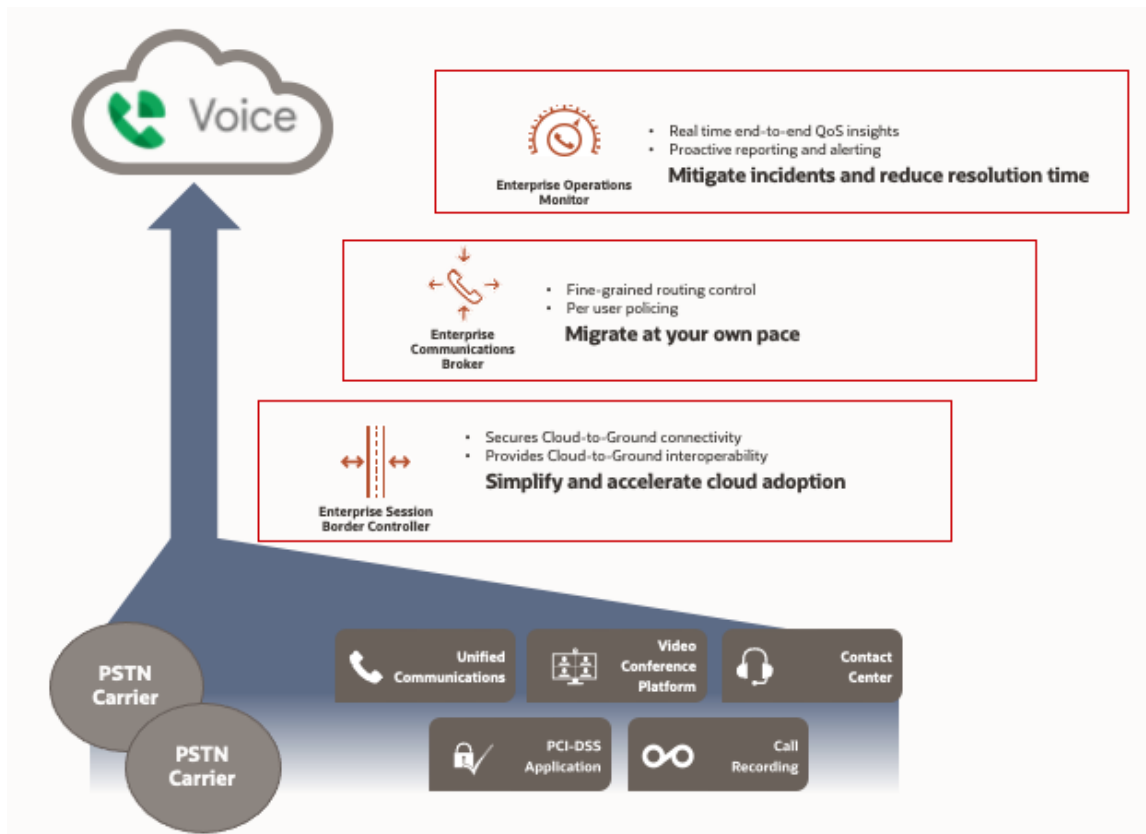 Voice
• Real time end-to-end QoS insights
• Proactive reporting and alerting
Mitigate incidents and reduce resolution time
Enterprise Operations
Monitor
• Fine-grained routing control
• Per user policing
Migrate at your own pace
Enterprise
Communications
Broker
• Secures Cloud-to-Ground connectivity
• Provides Cloud-to-Ground interoperability
Simplify and accelerate cloud adoption
Enterprise Session
Border Controller
PSTN
Carrier
PSTN
Carrier
Unified
Communications
Video
Conference
Platform
Contact
Center
PCI-DSS
Application
Call
Recording